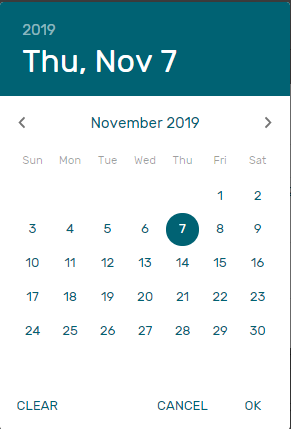 2019
Thu, Nov 7
November 2019
Sun Mon Tue Wed Thu Fri Sat
1 2
3 4 5 6 7 8 9
10 11 12 13 14 15 16
17 18 19 20 21 22 23
24 25 26 27 28 29 30
CLEAR CANCEL OK